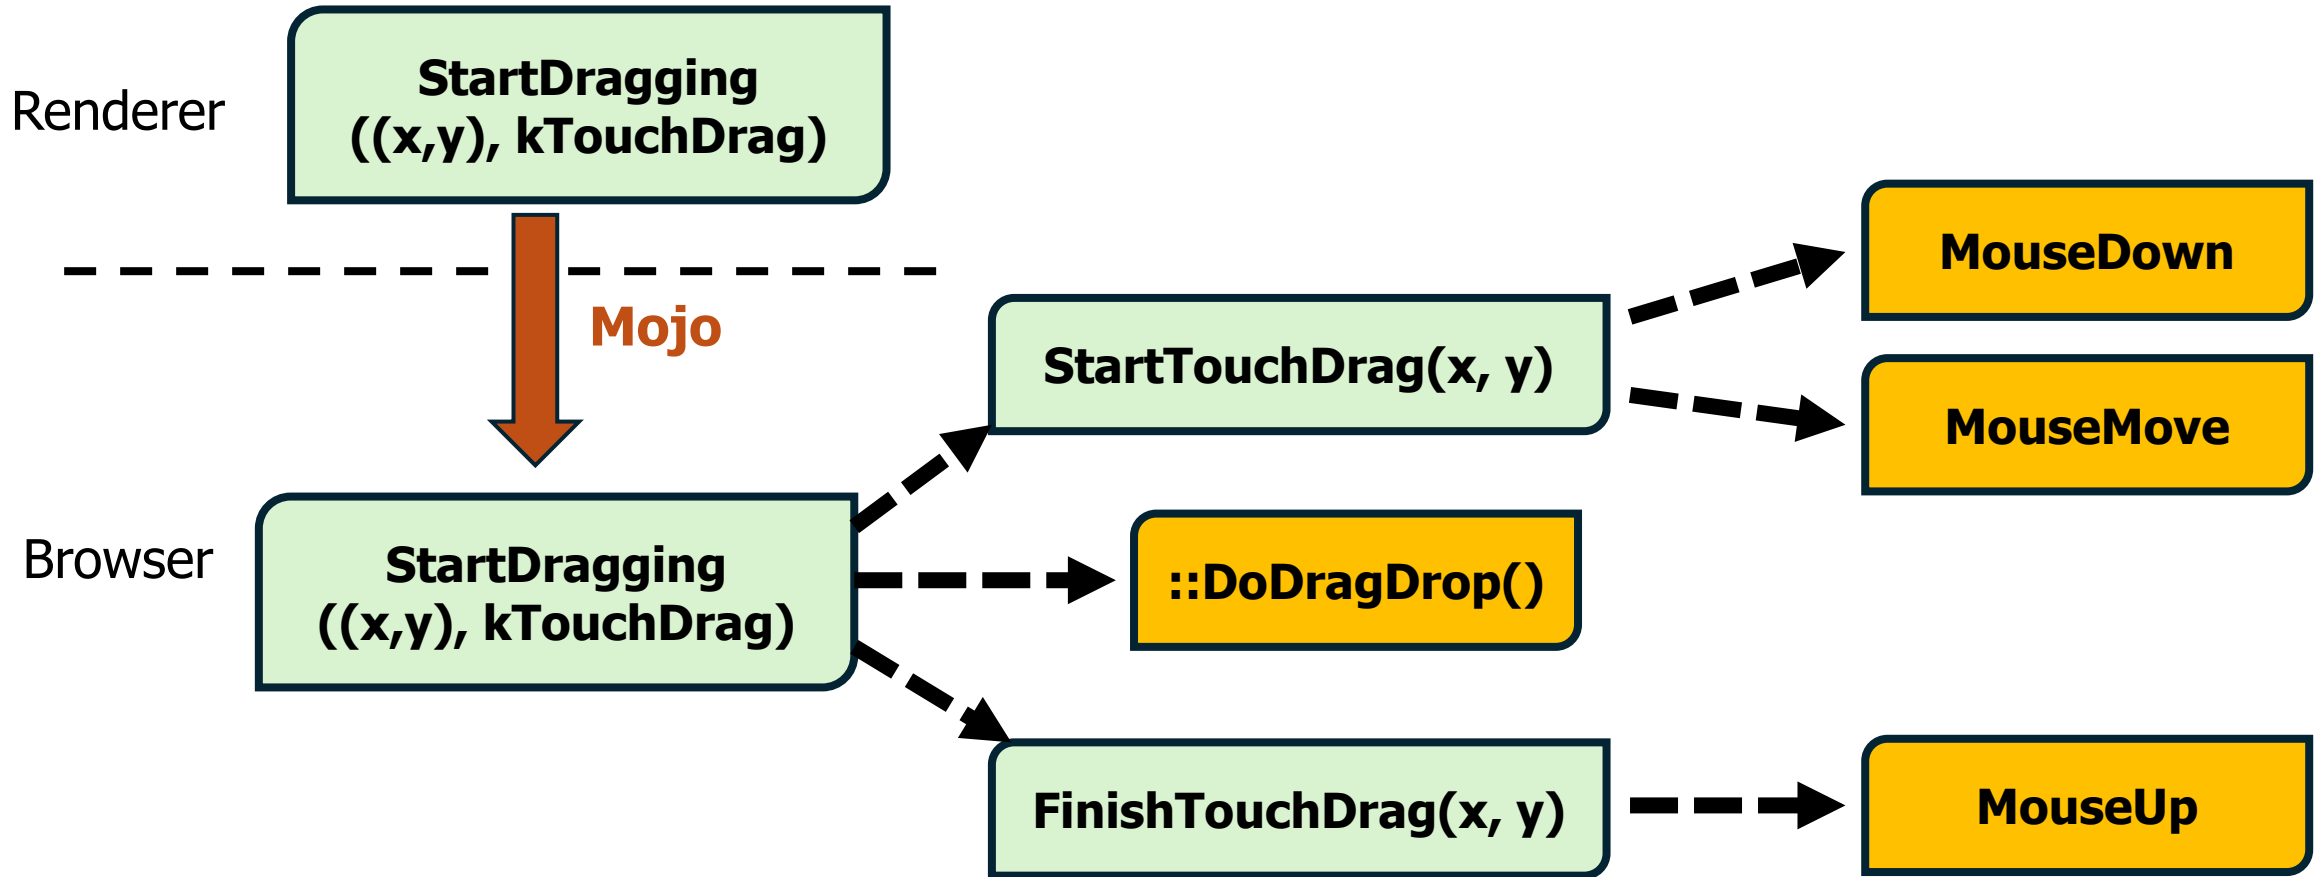 Renderer
StartDragging
((x,y), kTouchDrag)
Mojo
Browser
StartDragging
((x,y), kTouchDrag)
StartTouchDrag(x, y)
MouseDown
MouseMove
::DoDragDrop()
FinishTouchDrag(x, y)
MouseUp